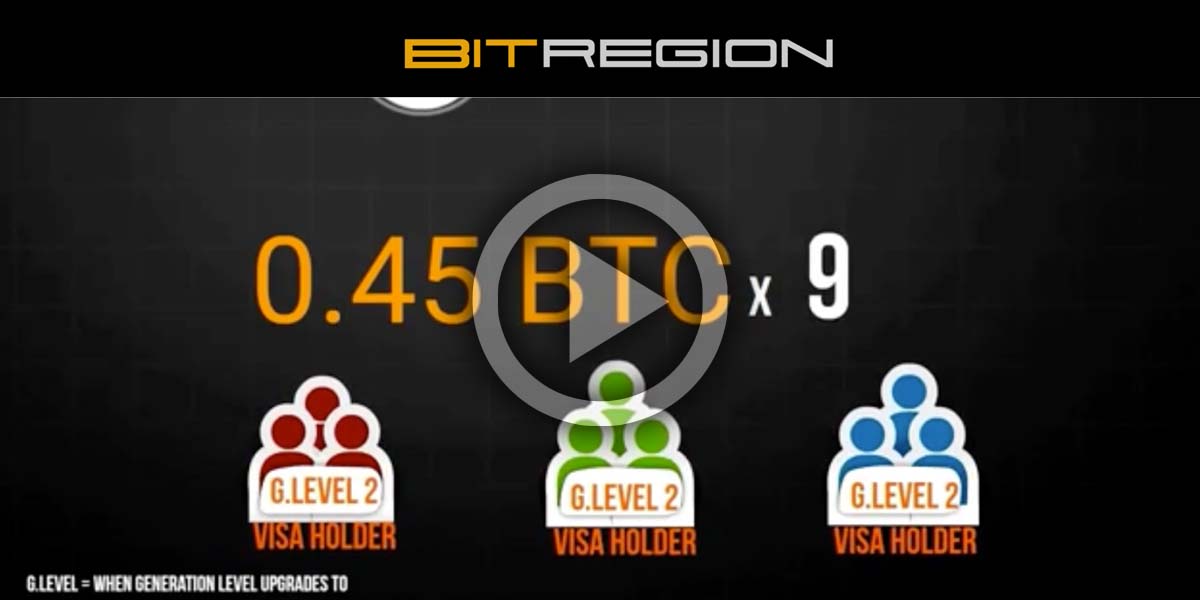 BITREGION
0.45 BTC x 9
G.LEVEL 2 G.LEVEL 2 G.LEVEL 2
VISA HOLDER VISA HOLDER VISA HOLDER
G.LEVEL = WHEN GENERATION LEVEL UPGRADES TO